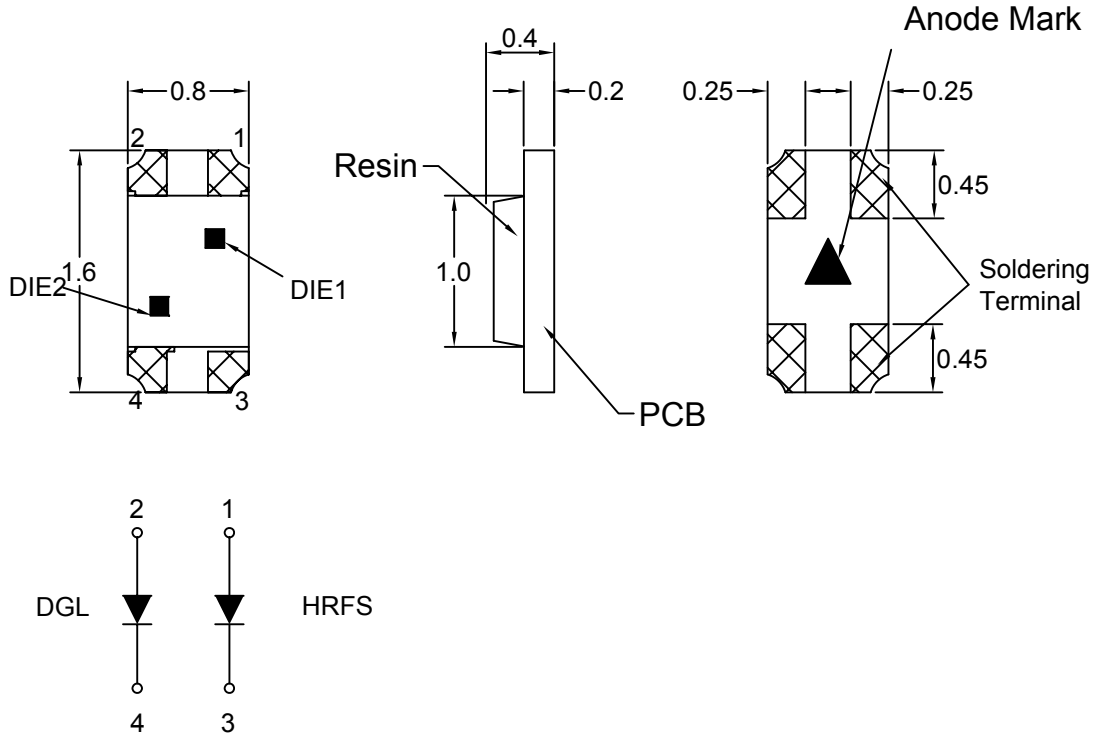 Anode Mark
0.4
0.8
0.2
0.25
0.25
2
1
Resin
0.45
1.6
1.0
DIE2
DIE1
Soldering
Terminal
0.45
4
3
PCB
2
1
DGL
HRFS
4
3